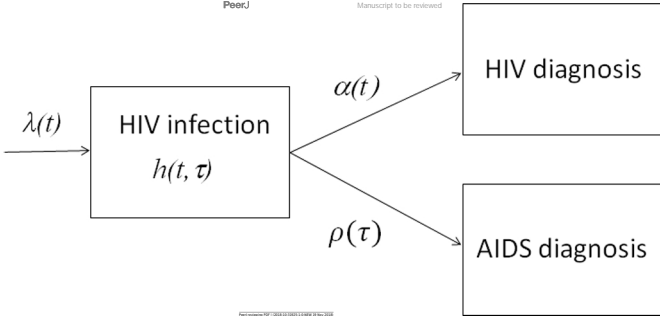 PeerJ
Manuscript to be reviewed
HIV diagnosis
α(t)
λ(t)
HIV infection
h(t, τ)
ρ(τ)
AIDS diagnosis